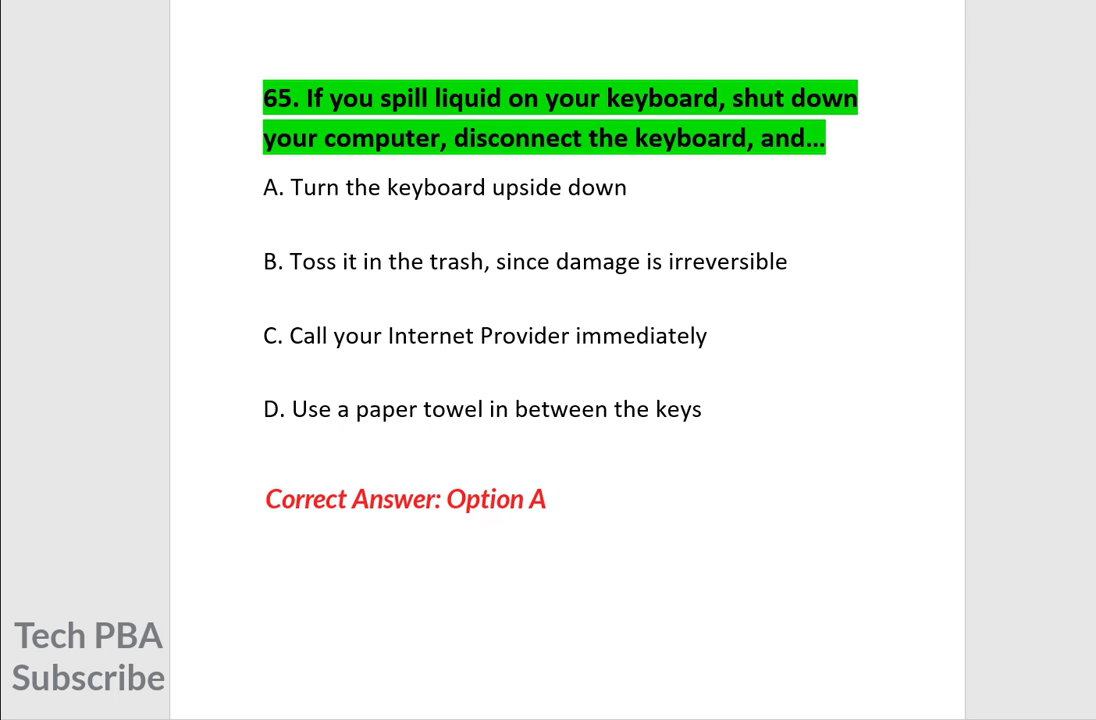 65. If you spill liquid on your keyboard, shut down
your computer, disconnect the keyboard, and...
A. Turn the keyboard upside down
B. Toss it in the trash, since damage is irreversible
C. Call your Internet Provider immediately
D. Use a paper towel in between the keys
Correct Answer: Option A
Tech PBA
Subscribe